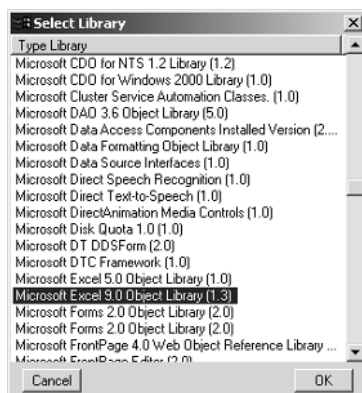 Select Library
Type Library
Microsoft CDO for NTS 1.2 Library (1.2)
Microsoft CDO for Windows 2000 Library (1.0)
Microsoft Cluster Service Automation Classes. (1.0)
Microsoft DAO 3.6 Object Library (5.0)
Microsoft Data Access Components Installed Version (2....
Microsoft Data Formatting Object Library (1.0)
Microsoft Data Source Interfaces (1.0)
Microsoft Direct Speech Recognition (1.0)
Microsoft Direct Text-to-Speech (1.0)
Microsoft DirectAnimation Media Controls (1.0)
Microsoft Disk Quota 1.0 (1.0)
Microsoft DT DDSForm (2.0)
Microsoft DTC Framework (1.0)
Microsoft Excel 5.0 Object Library (1.0)
Microsoft Excel 9.0 Object Library (1.3)
Microsoft Forms 2.0 Object Library (2.0)
Microsoft Forms 2.0 Object Library (2.0)
Microsoft FrontPage 4.0 Web Object Reference Library ...
Microsoft FrontPage Editor (2.0)
Cancel OK